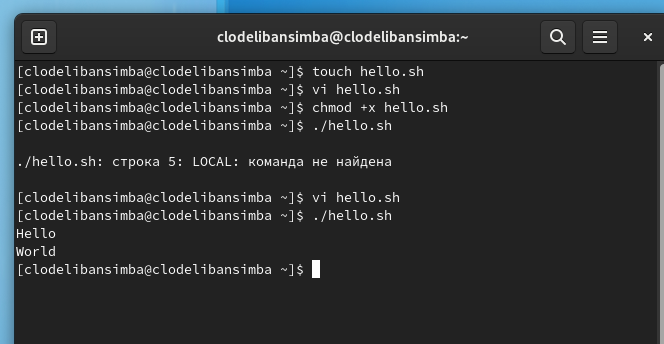 clodelibansimba@clodelibansimba:~
[clodelibansimba@clodelibansimba ~]$ touch hello.sh
[clodelibansimba@clodelibansimba ~]$ vi hello.sh
[clodelibansimba@clodelibansimba ~]$ chmod +x hello.sh
[clodelibansimba@clodelibansimba ~]$ ./hello.sh
./hello.sh: строка 5: LOCAL: команда не найдена
[clodelibansimba@clodelibansimba ~]$ vi hello.sh
[clodelibansimba@clodelibansimba ~]$ ./hello.sh
Hello
World
[clodelibansimba@clodelibansimba ~]$